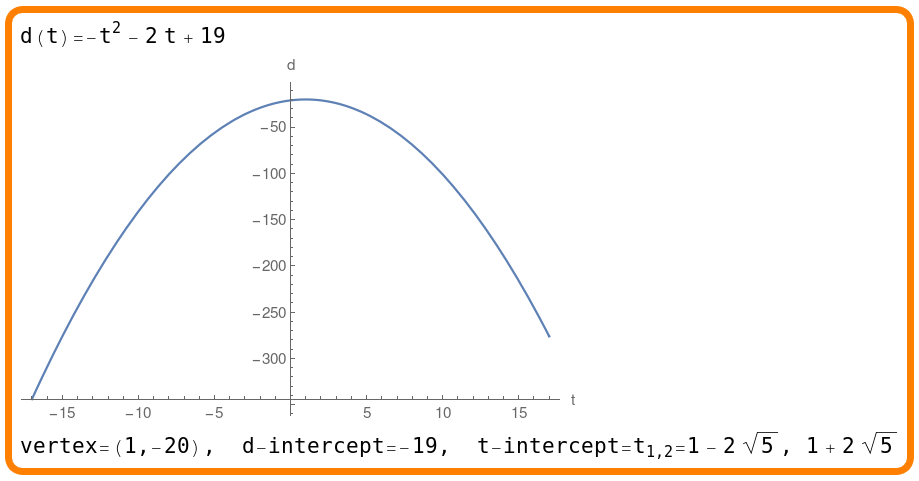 d(t)=-t² - 2 t + 19
d
-50
-100
-150
-200
-250
-300
-15 -10 -5 5 10 15 t
vertex=(1,-20), d-intercept=-19, t-intercept=t₁,₂=1 - 2 √5, 1 + 2 √5